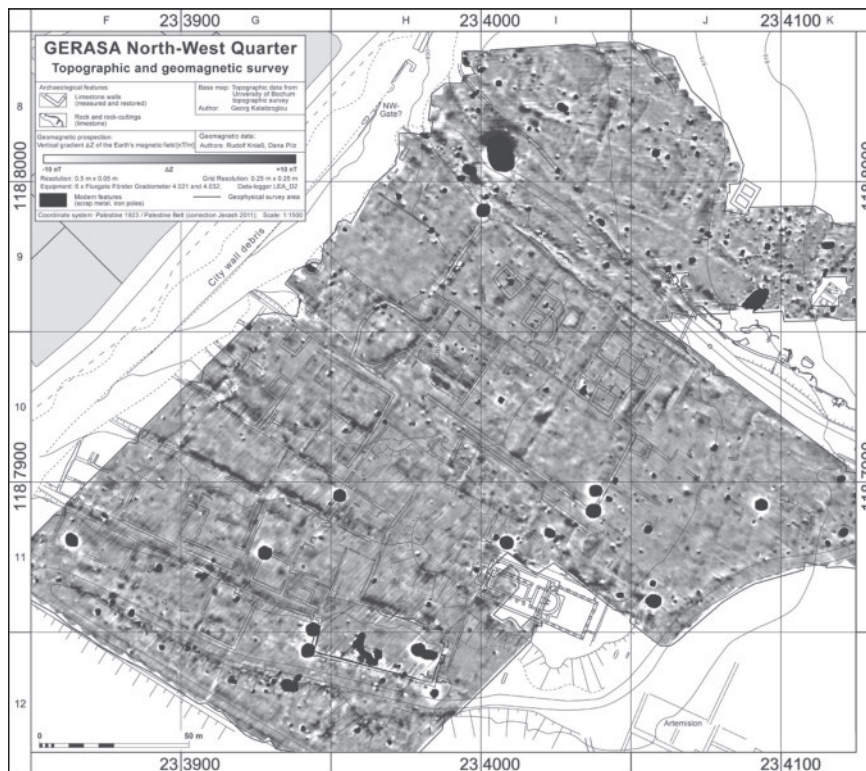 F 23 3900 G H 23 4000 I J 23 4100 K
GERASA North-West Quarter
Topographic and geomagnetic survey
Archaeological features:
Limestone walls
(measured and restored)
Rock and rock-cuttings
(limestone)
Base map: Topographic data from
University of Bochum
topographic survey
Author: Georg Kalaitzoglou
Geomagnetic prospection:
Vertical gradient ΔZ of the Earth's magnetic field [nT/m]
Geomagnetic data:
Authors: Rudolf Knieß, Dana Pilz
-10 nT ΔZ +10 nT
Resolution: 0.5 m x 0.05 m Grid Resolution: 0.25 m x 0.25 m
Equipment: 6 x Fluxgate Förster Gradiometer 4.021 and 4.032; Data-logger LEA_D2
Modern features
(scrap metal, iron poles)
Geophysical survey area
Coordinate system: Palestine 1923 / Palestine Belt (correction Jerash 2011); Scale: 1:1500
8
NW-
Gate?
118.8000
118.8000
9
City wall debris
10
118.7900
118.7900
11
12
Artemision
0 50 m
23 3900 23 4000 23 4100